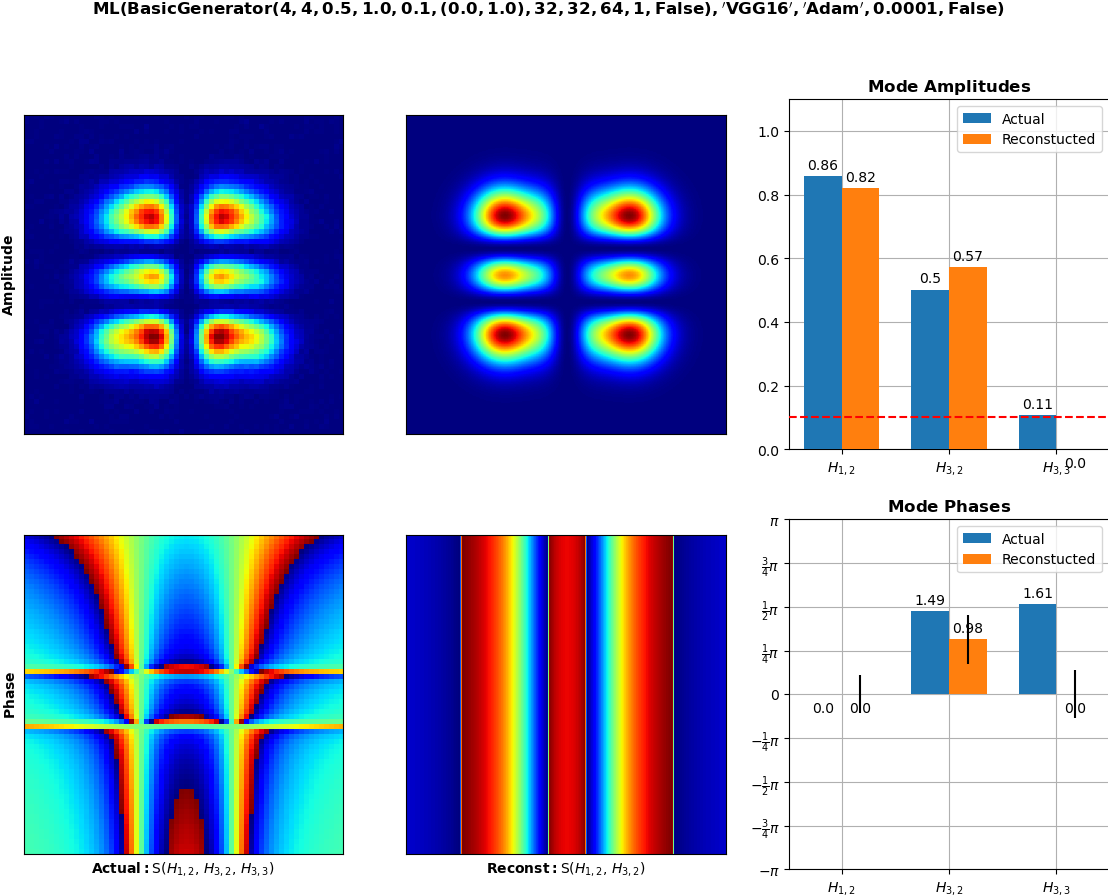 ML(BasicGenerator(4, 4, 0.5, 1.0, 0.1, (0.0, 1.0), 32, 32, 64, 1, False), ′VGG16′, ′Adam′, 0.0001, False)
Amplitude
Mode Amplitudes
Actual
Reconstucted
1.0
0.8
0.6
0.4
0.2
0.0
0.86
0.82
0.5
0.57
0.11
0.0
H1,2
H3,2
H3,3
Phase
Actual: S(H1,2, H3,2, H3,3)
Reconst: S(H1,2, H3,2)
Mode Phases
Actual
Reconstucted
π
3/4π
1/2π
1/4π
0
−1/4π
−1/2π
−3/4π
−π
0.0
0.0
1.49
0.98
1.61
0.0
H1,2
H3,2
H3,3